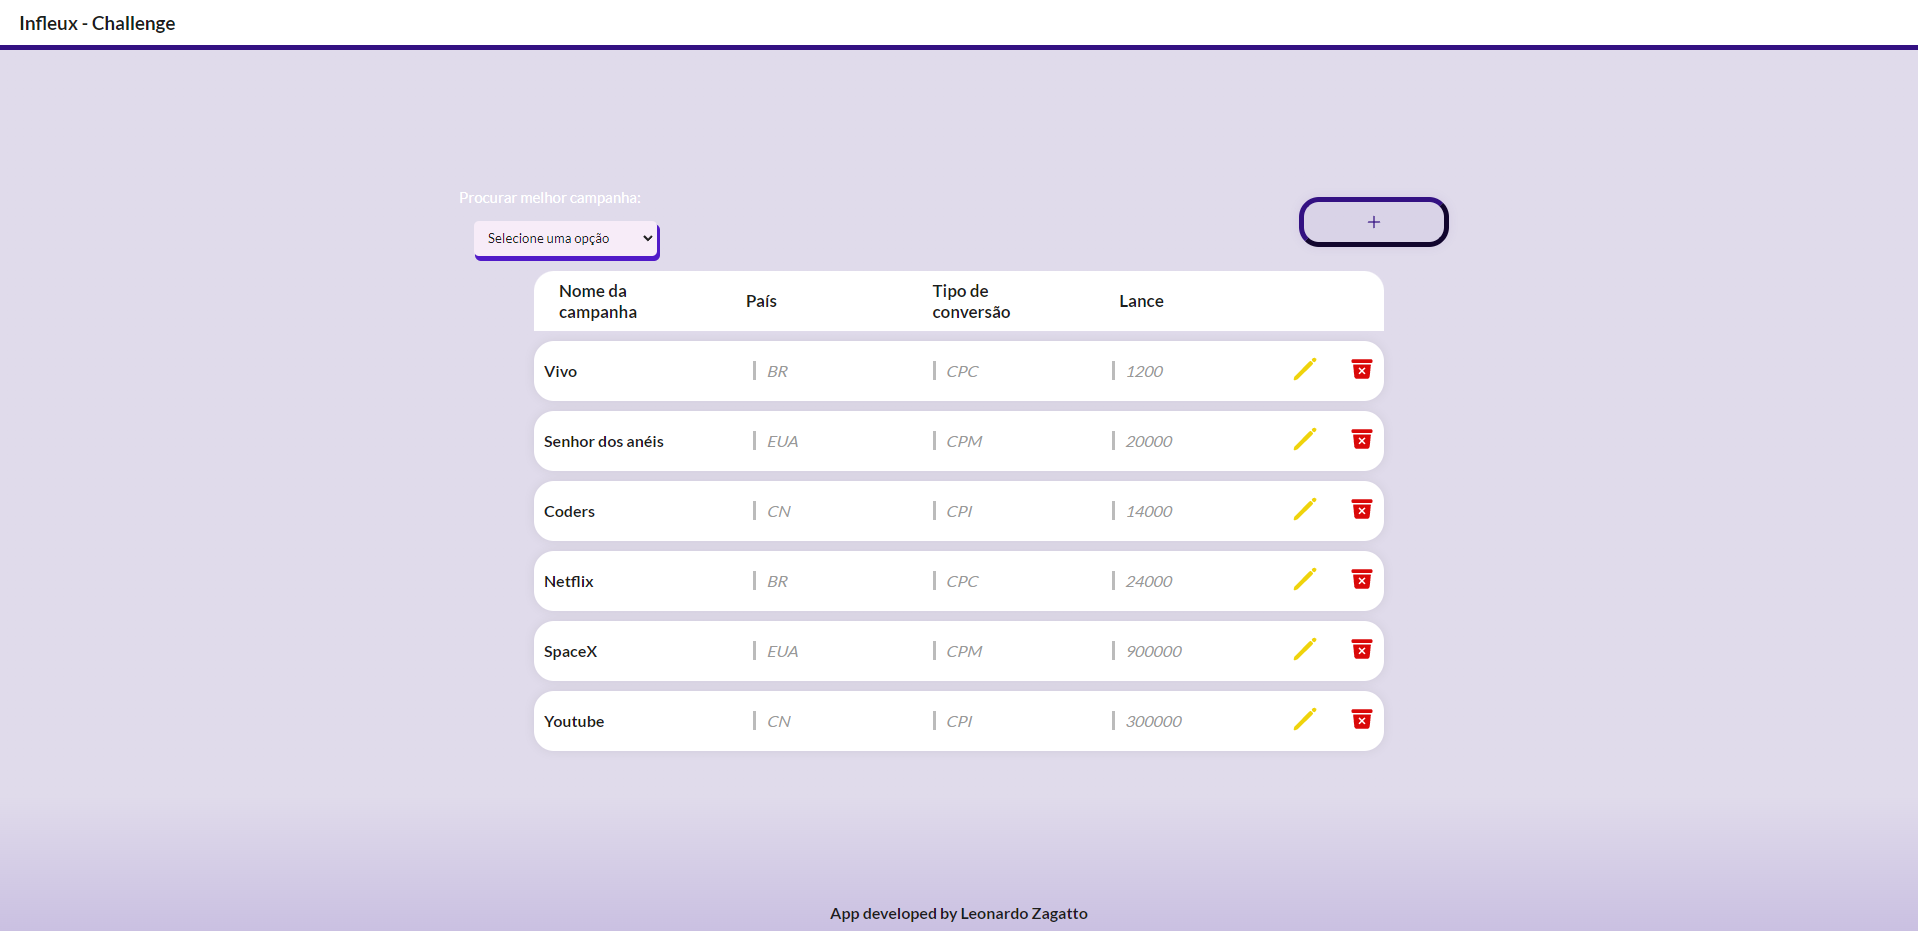 Infleux - Challenge
Procurar melhor campanha:
Selecione uma opção
+
Nome da campanha País Tipo de conversão Lance
Vivo BR CPC 1200
Senhor dos anéis EUA CPM 20000
Coders CN CPI 14000
Netflix BR CPC 24000
SpaceX EUA CPM 900000
Youtube CN CPI 300000
App developed by Leonardo Zagatto